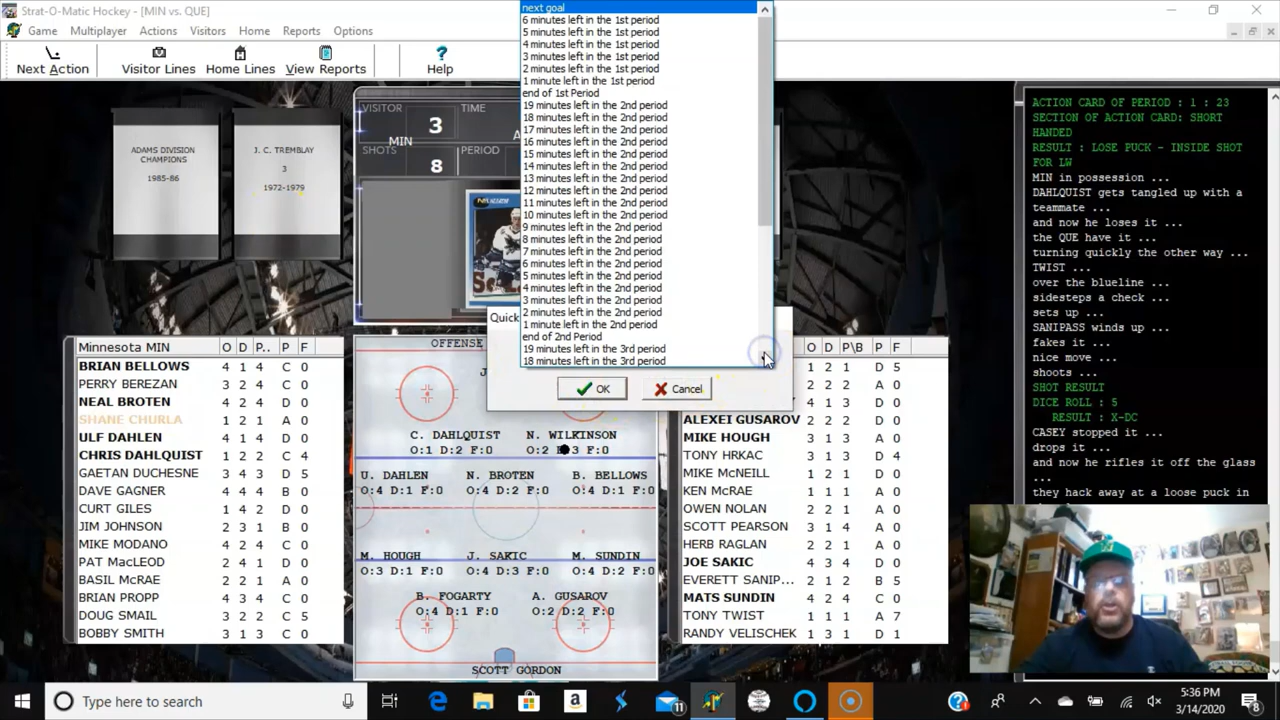 Strat-O-Matic Hockey - [MIN vs. QUE]
Game Multiplayer Actions Visitors Home Reports Options
Next Action Visitor Lines Home Lines View Reports Help
next goal
6 minutes left in the 1st period
5 minutes left in the 1st period
4 minutes left in the 1st period
3 minutes left in the 1st period
2 minutes left in the 1st period
1 minute left in the 1st period
end of 1st Period
19 minutes left in the 2nd period
18 minutes left in the 2nd period
17 minutes left in the 2nd period
16 minutes left in the 2nd period
15 minutes left in the 2nd period
14 minutes left in the 2nd period
13 minutes left in the 2nd period
12 minutes left in the 2nd period
11 minutes left in the 2nd period
10 minutes left in the 2nd period
9 minutes left in the 2nd period
8 minutes left in the 2nd period
7 minutes left in the 2nd period
6 minutes left in the 2nd period
5 minutes left in the 2nd period
4 minutes left in the 2nd period
3 minutes left in the 2nd period
2 minutes left in the 2nd period
1 minute left in the 2nd period
end of 2nd Period
19 minutes left in the 3rd period
18 minutes left in the 3rd period
Quick
OK Cancel
ADAMS DIVISION
CHAMPIONS
1985-86
J. C. TREMBLAY
3
1972-1979
VISITOR TIME
MIN 3
SHOTS 8 PERIOD
Minnesota MIN O D P.. P F
BRIAN BELLOWS 4 1 4 C 0
PERRY BEREZAN 2 4 2 C 0
NEAL BROTEN 4 2 4 C 0
SHANE CHURLA 1 2 1 A 0
ULF DAHLEN 4 1 4 D 0
CHRIS DAHLQUIST 1 2 2 C 4
GAETAN DUCHESNE 3 4 3 D 5
DAVE GAGNER 4 4 4 B 0
CURT GILES 1 4 2 D 0
JIM JOHNSON 2 3 1 B 0
MIKE MODANO 4 2 4 C 0
PAT MacLEOD 2 4 1 D 0
BASIL McRAE 2 2 1 A 0
BRIAN PROPP 4 3 4 C 0
DOUG SMAIL 3 1 3 C 5
BOBBY SMITH 3 1 3 C 0
OFFENSE
C. DAHLQUIST N. WILKINSON
O:1 D:2 F:0 O:2 3 F:0
U. DAHLEN N. BROTEN B. BELLOWS
O:4 D:1 F:0 O:4 D:2 F:0 O:4 D:1 F:0
M. HOUGH J. SAKIC M. SUNDIN
O:3 D:1 F:0 O:4 D:3 F:0 O:4 D:2 F:0
B. FOGARTY A. GUSAROV
O:4 D:1 F:0 O:2 D:2 F:0
SCOTT GORDON
O D P\B P F
1 2 1 D 5
4 1 3 D 0
ALEXEI GUSAROV 2 2 2 A 0
MIKE HOUGH 3 1 3 A 0
TONY HRKAC 3 1 3 D 4
MIKE McNEILL 1 2 1 D 0
KEN McRAE 1 1 1 A 0
OWEN NOLAN 2 2 1 A 0
SCOTT PEARSON 3 1 4 A 0
HERB RAGLAN 2 2 1 A 0
JOE SAKIC 4 3 4 D 0
EVERETT SANIP... 2 1 2 B 5
MATS SUNDIN 4 2 4 C 0
TONY TWIST 1 1 1 A 7
RANDY VELISCHEK 1 3 1 D 1
ACTION CARD OF PERIOD : 1 : 23
SECTION OF ACTION CARD: SHORT
HANDED
RESULT : LOSE PUCK - INSIDE SHOT
FOR LW
MIN in possession ...
DAHLQUIST gets tangled up with a
teammate ...
and now he loses it ...
the QUE have it ...
turning quickly the other way ...
TWIST ...
over the blueline ...
sidesteps a check ...
SANIPASS winds up ...
fakes it ...
nice move ...
shoots ...
SHOT RESULT
DICE ROLL : 5
RESULT : X-DC
CASEY stopped it ...
drops it ...
and now he rifles it off the glass
...
they hack away at a loose puck in
Type here to search
11
5:36 PM
3/14/2020
8